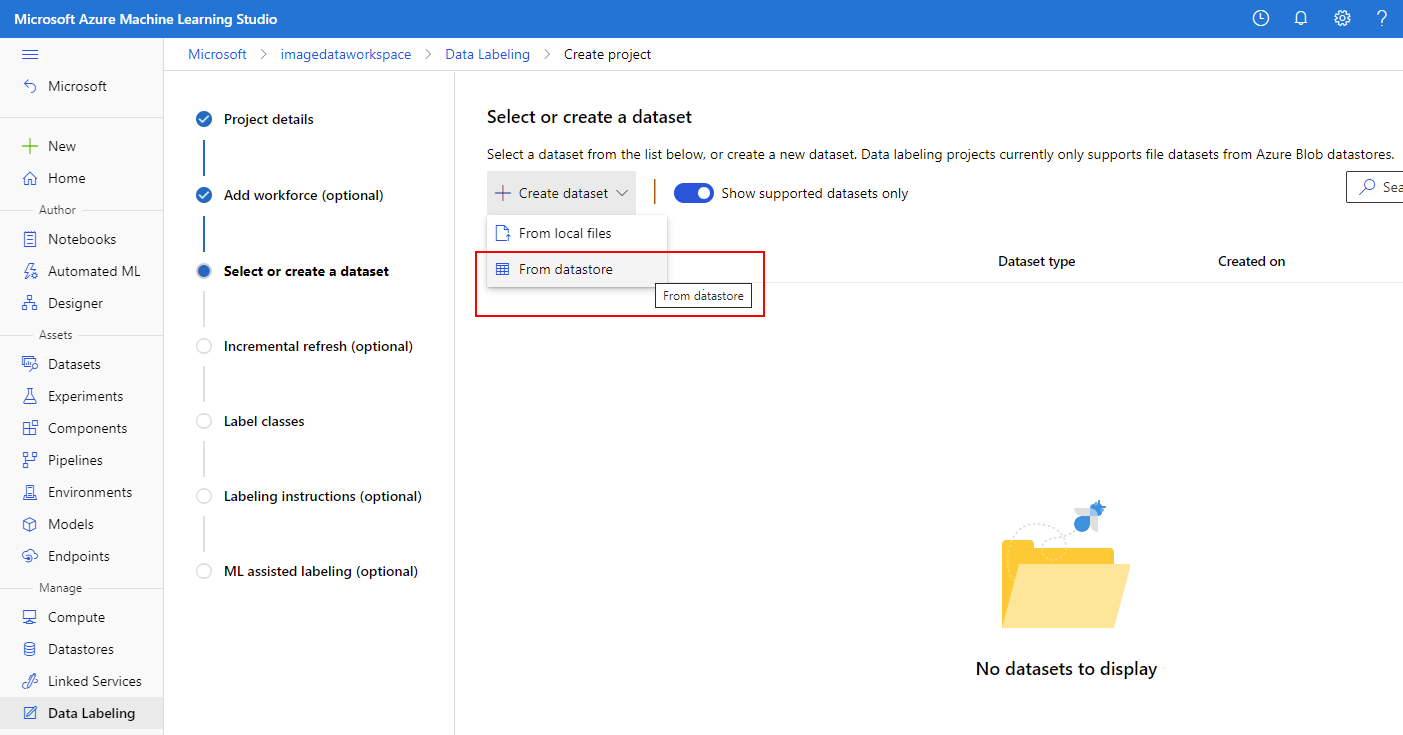 Microsoft Azure Machine Learning Studio
Microsoft > imagedataworkspace > Data Labeling > Create project
Microsoft
New
Home
Author
Notebooks
Automated ML
Designer
Assets
Datasets
Experiments
Components
Pipelines
Environments
Models
Endpoints
Manage
Compute
Datastores
Linked Services
Data Labeling
Project details
Add workforce (optional)
Select or create a dataset
Incremental refresh (optional)
Label classes
Labeling instructions (optional)
ML assisted labeling (optional)
Select or create a dataset
Select a dataset from the list below, or create a new dataset. Data labeling projects currently only supports file datasets from Azure Blob datastores.
Create dataset
Show supported datasets only
Sea
From local files
From datastore
From datastore
Dataset type
Created on
No datasets to display